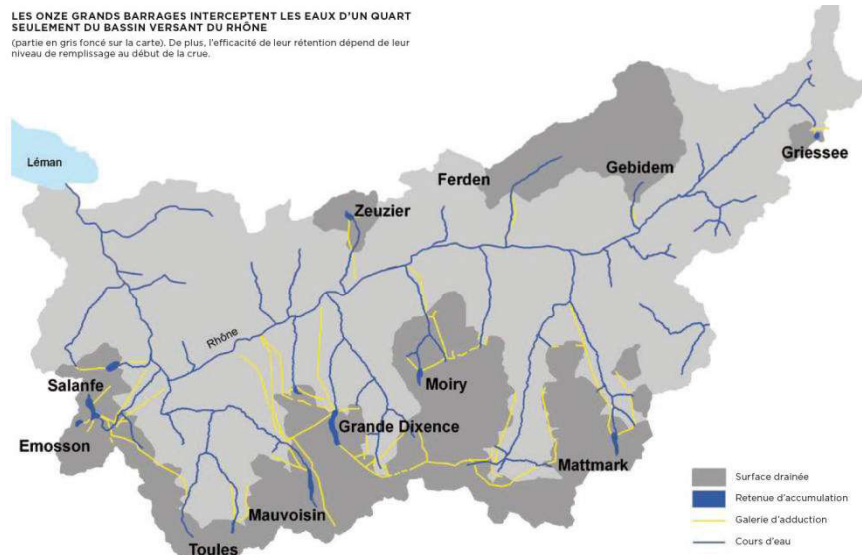 LES ONZE GRANDS BARRAGES INTERCEPTENT LES EAUX D'UN QUART
SEULEMENT DU BASSIN VERSANT DU RHÔNE
(partie en gris foncé sur la carte). De plus, l'efficacité de leur rétention dépend de leur
niveau de remplissage au début de la crue.
Léman
Griessee
Gebidem
Ferden
Zeuzier
Rhône
Salanfe
Moiry
Emosson
Grande Dixence
Mattmark
Mauvoisin
Toules
Surface drainée
Retenue d'accumulation
Galerie d'adduction
Cours d'eau